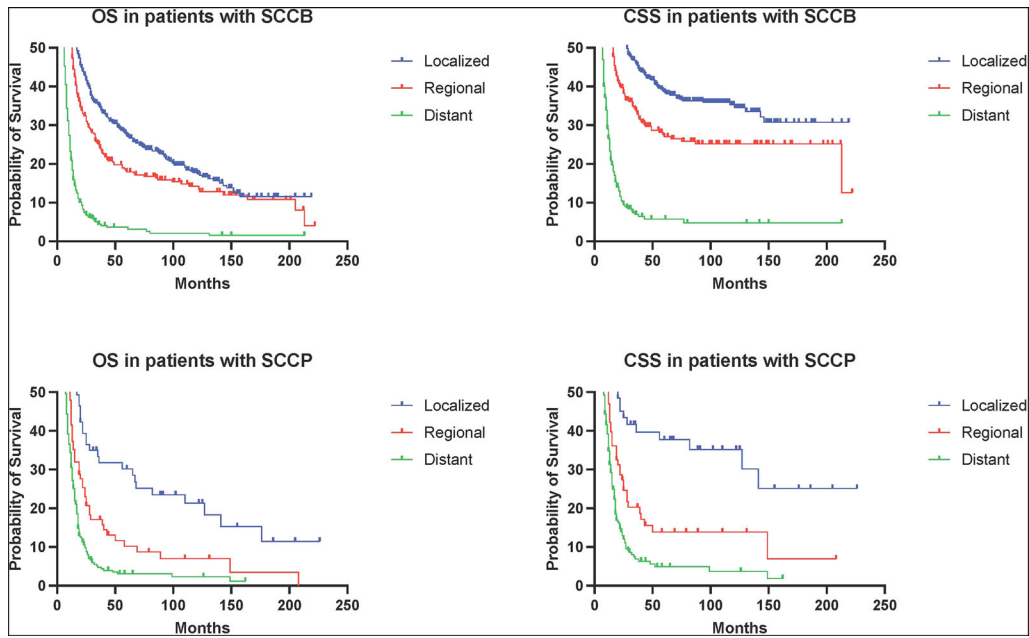 OS in patients with SCCB
Probability of Survival
50
40
30
20
10
0
0 50 100 150 200 250
Months
Localized
Regional
Distant
CSS in patients with SCCB
Probability of Survival
50
40
30
20
10
0
0 50 100 150 200 250
Months
Localized
Regional
Distant
OS in patients with SCCP
Probability of Survival
50
40
30
20
10
0
0 50 100 150 200 250
Months
Localized
Regional
Distant
CSS in patients with SCCP
Probability of Survival
50
40
30
20
10
0
0 50 100 150 200 250
Months
Localized
Regional
Distant